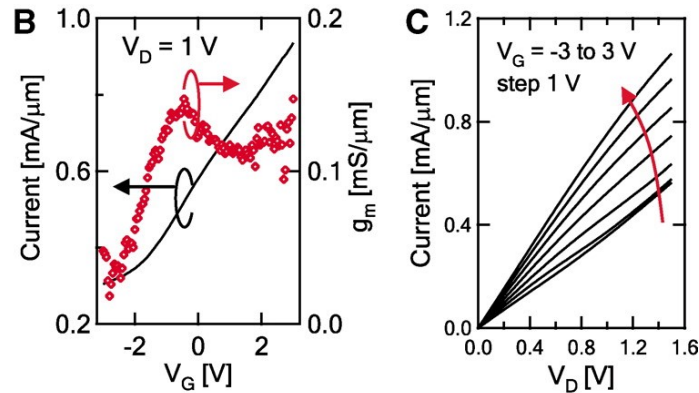 B
1.0
0.6
0.2
Current [mA/μm]
V_D = 1 V
0.2
0.1
0.0
g_m [mS/μm]
-2
0
2
V_G [V]
C
1.2
0.8
0.4
0.0
Current [mA/μm]
V_G = -3 to 3 V
step 1 V
0.0
0.4
0.8
1.2
1.6
V_D [V]